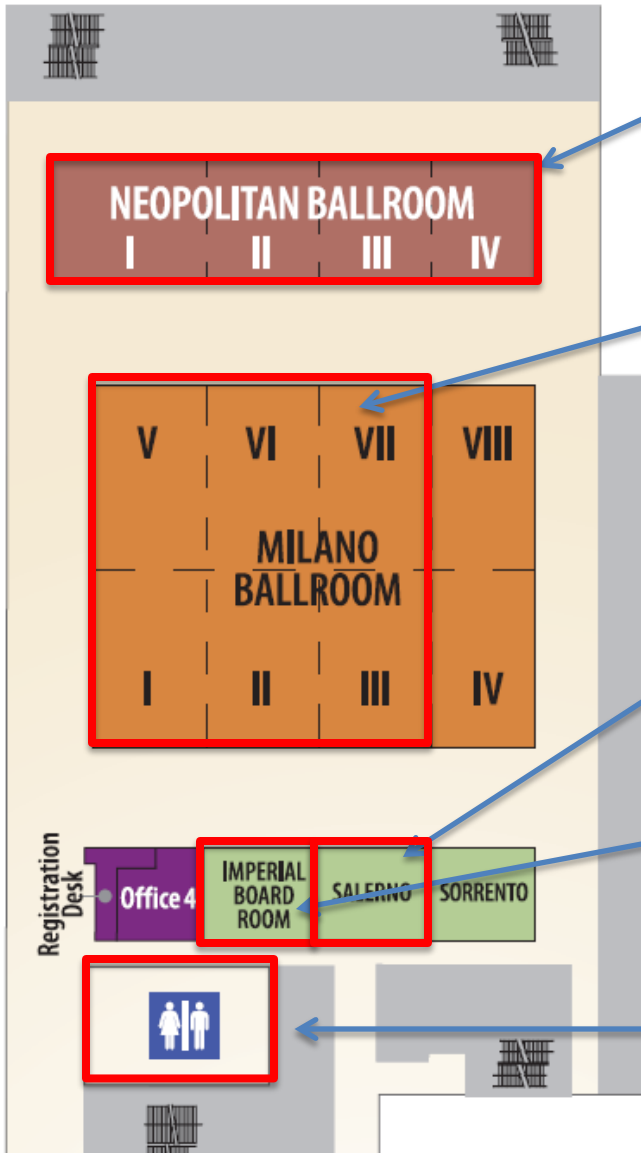 NEOPOLITAN BALLROOM
I II III IV
V VI VII VIII
MILANO
BALLROOM
I II III IV
Registration
Desk
Office 4
IMPERIAL
BOARD
ROOM
SALERNO
SORRENTO